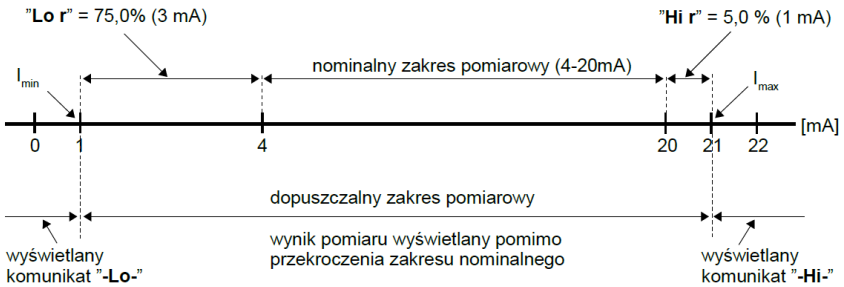 "Lo r" = 75,0% (3 mA)
"Hi r" = 5,0 % (1 mA)
Imin
nominalny zakres pomiarowy (4-20mA)
Imax
0 1 4 20 21 22 [mA]
dopuszczalny zakres pomiarowy
wyświetlany
komunikat "-Lo-"
wynik pomiaru wyświetlany pomimo
przekroczenia zakresu nominalnego
wyświetlany
komunikat "-Hi-"